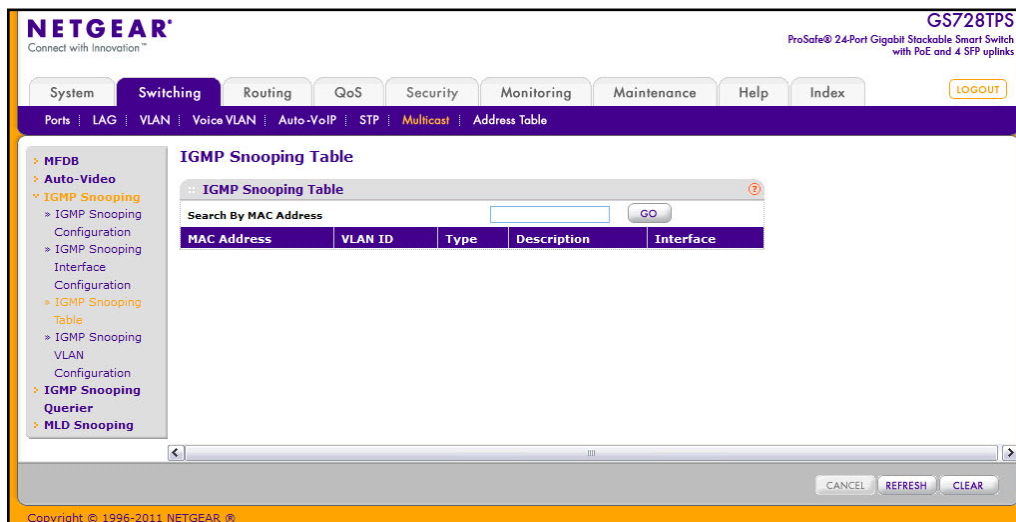 NETGEAR®
Connect with Innovation™
GS728TPS
ProSafe® 24-Port Gigabit Stackable Smart Switch
with PoE and 4 SFP uplinks
System Switching Routing QoS Security Monitoring Maintenance Help Index LOGOUT
Ports LAG VLAN Voice VLAN Auto-VoIP STP Multicast Address Table
MFDB
Auto-Video
IGMP Snooping
» IGMP Snooping
Configuration
» IGMP Snooping
Interface
Configuration
» IGMP Snooping
Table
» IGMP Snooping
VLAN
Configuration
IGMP Snooping
Querier
MLD Snooping
IGMP Snooping Table
IGMP Snooping Table ?
Search By MAC Address GO
MAC Address VLAN ID Type Description Interface
CANCEL REFRESH CLEAR
Copyright © 1996-2011 NETGEAR ®